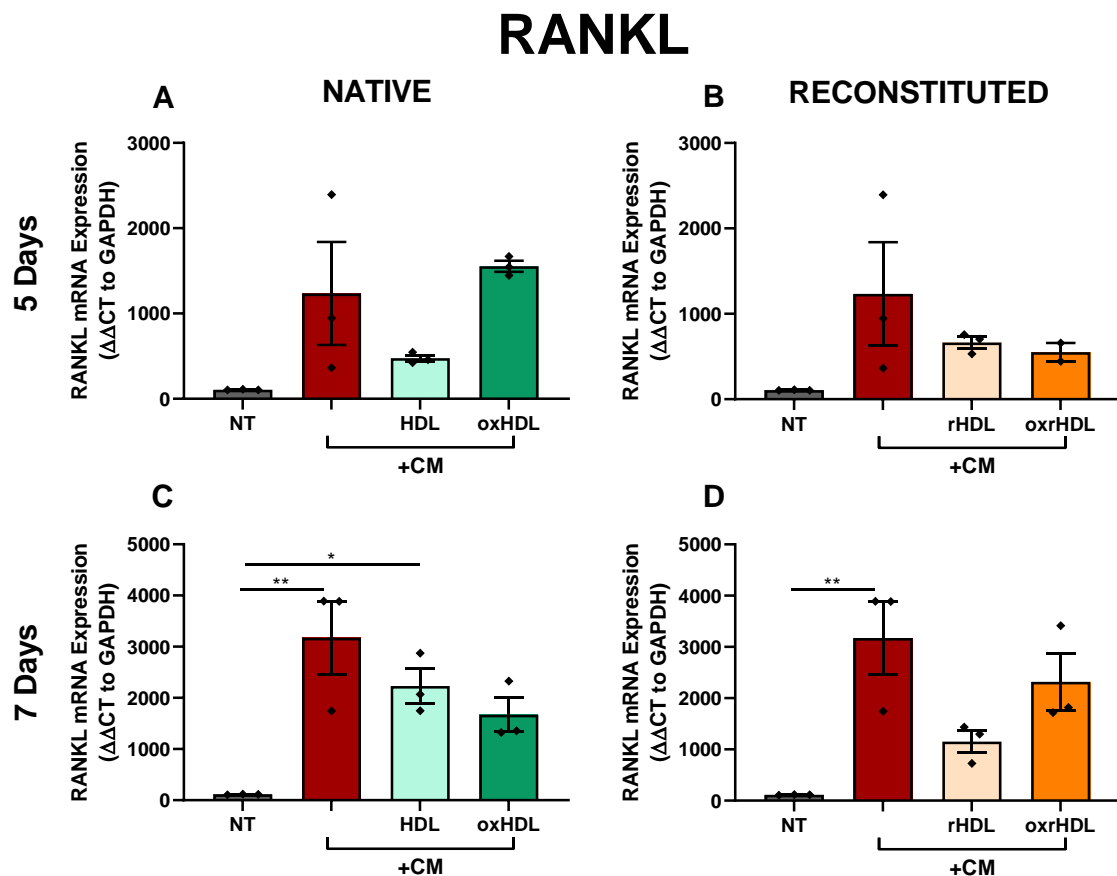 RANKL
NATIVE
RECONSTITUTED
5 Days
A
RANKL mRNA Expression
(ΔΔCT to GAPDH)
3000
2000
1000
0
NT
HDL
oxHDL
+CM
B
RANKL mRNA Expression
(ΔΔCT to GAPDH)
3000
2000
1000
0
NT
rHDL
oxrHDL
+CM
7 Days
C
RANKL mRNA Expression
(ΔΔCT to GAPDH)
5000
4000
3000
2000
1000
0
*
**
NT
HDL
oxHDL
+CM
D
RANKL mRNA Expression
(ΔΔCT to GAPDH)
5000
4000
3000
2000
1000
0
**
NT
rHDL
oxrHDL
+CM